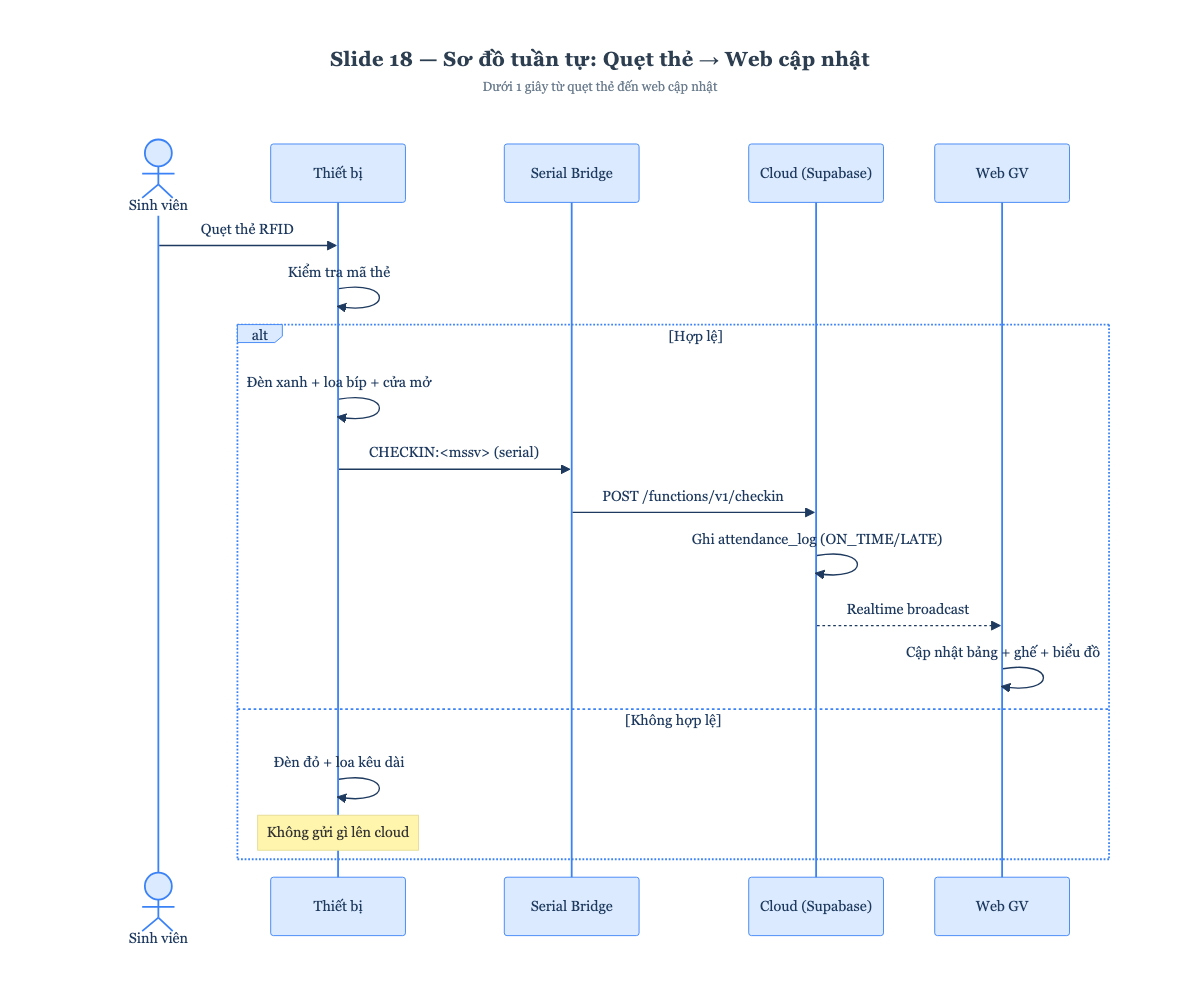 Slide 18 — Sơ đồ tuần tự: Quẹt thẻ → Web cập nhật
Dưới 1 giây từ quẹt thẻ đến web cập nhật
Sinh viên
Thiết bị
Serial Bridge
Cloud (Supabase)
Web GV
Quẹt thẻ RFID
Kiểm tra mã thẻ
alt
[Hợp lệ]
Đèn xanh + loa bíp + cửa mở
CHECKIN:<mssv> (serial)
POST /functions/v1/checkin
Ghi attendance_log (ON_TIME/LATE)
Realtime broadcast
Cập nhật bảng + ghế + biểu đồ
[Không hợp lệ]
Đèn đỏ + loa kêu dài
Không gửi gì lên cloud
Sinh viên
Thiết bị
Serial Bridge
Cloud (Supabase)
Web GV